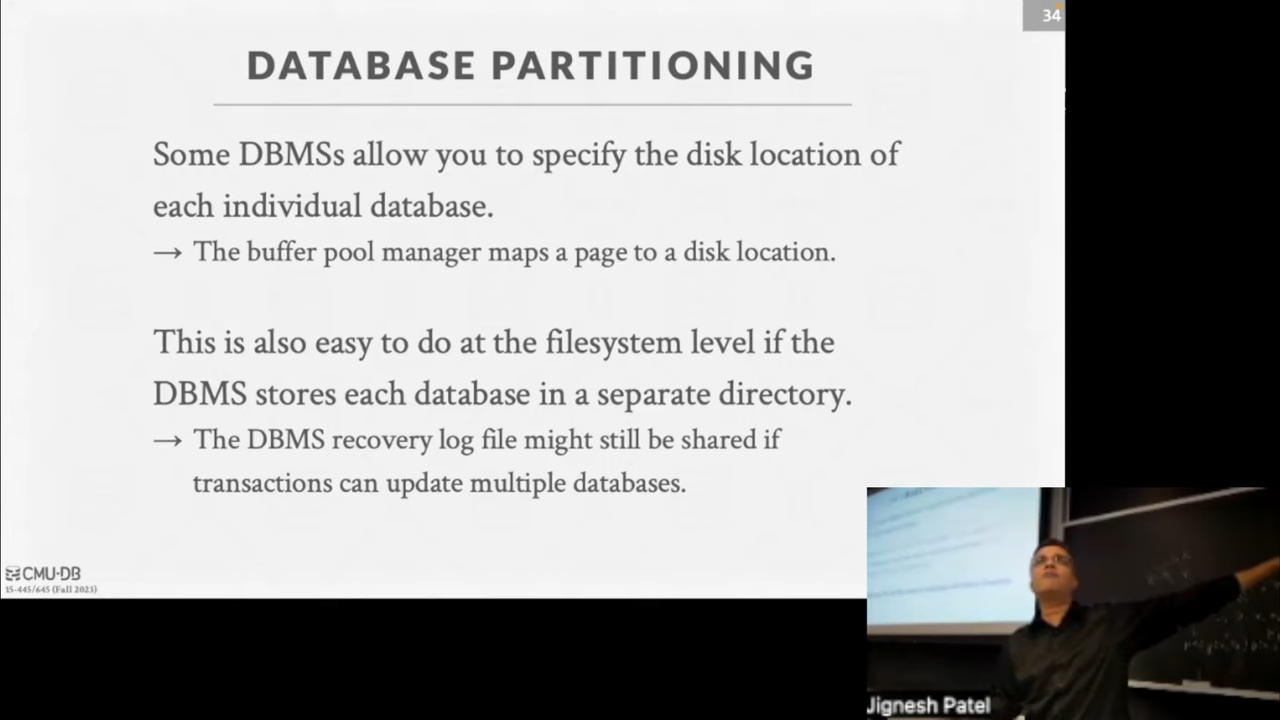 34
DATABASE PARTITIONING
Some DBMSs allow you to specify the disk location of
each individual database.
→ The buffer pool manager maps a page to a disk location.
This is also easy to do at the filesystem level if the
DBMS stores each database in a separate directory.
→ The DBMS recovery log file might still be shared if
transactions can update multiple databases.
CMU·DB
15-445/645 (Fall 2023)
Jignesh Patel